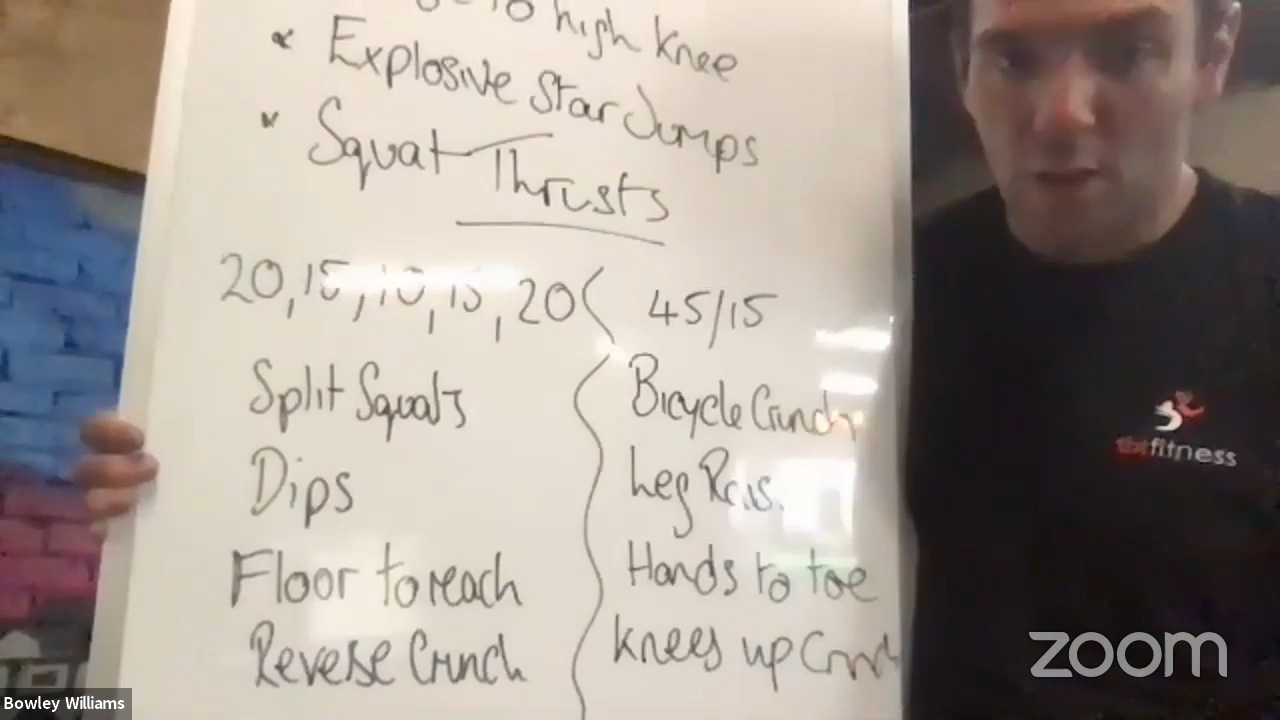 to high knee
Explosive Star Jumps
Squat Thrusts
20, 15, 10, 15, 20
Split Squats
Dips
Floor to reach
Reverse Crunch
45/15
Bicycle Crunch
Leg Rais.
Hands to toe
Knees up Crunch
fitness
zoom
Bowley Williams